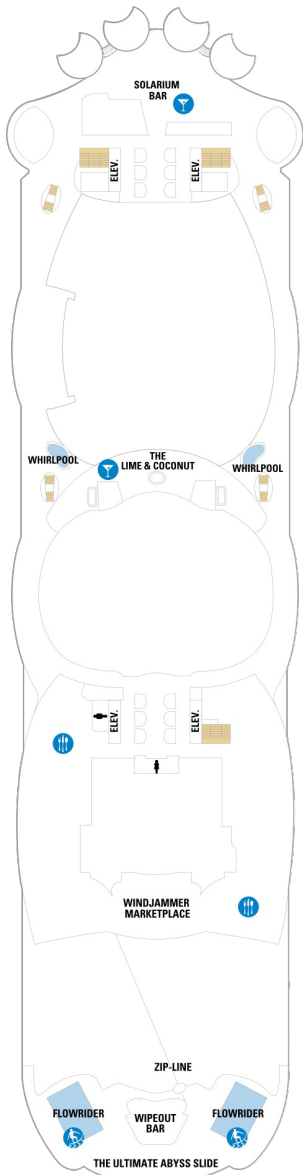 SOLARIUM
BAR
ELEV.
ELEV.
WHIRLPOOL
THE
LIME & COCONUT
WHIRLPOOL
ELEV.
ELEV.
WINDJAMMER
MARKETPLACE
ZIP-LINE
FLOWRIDER
WIPEOUT
BAR
FLOWRIDER
THE ULTIMATE ABYSS SLIDE